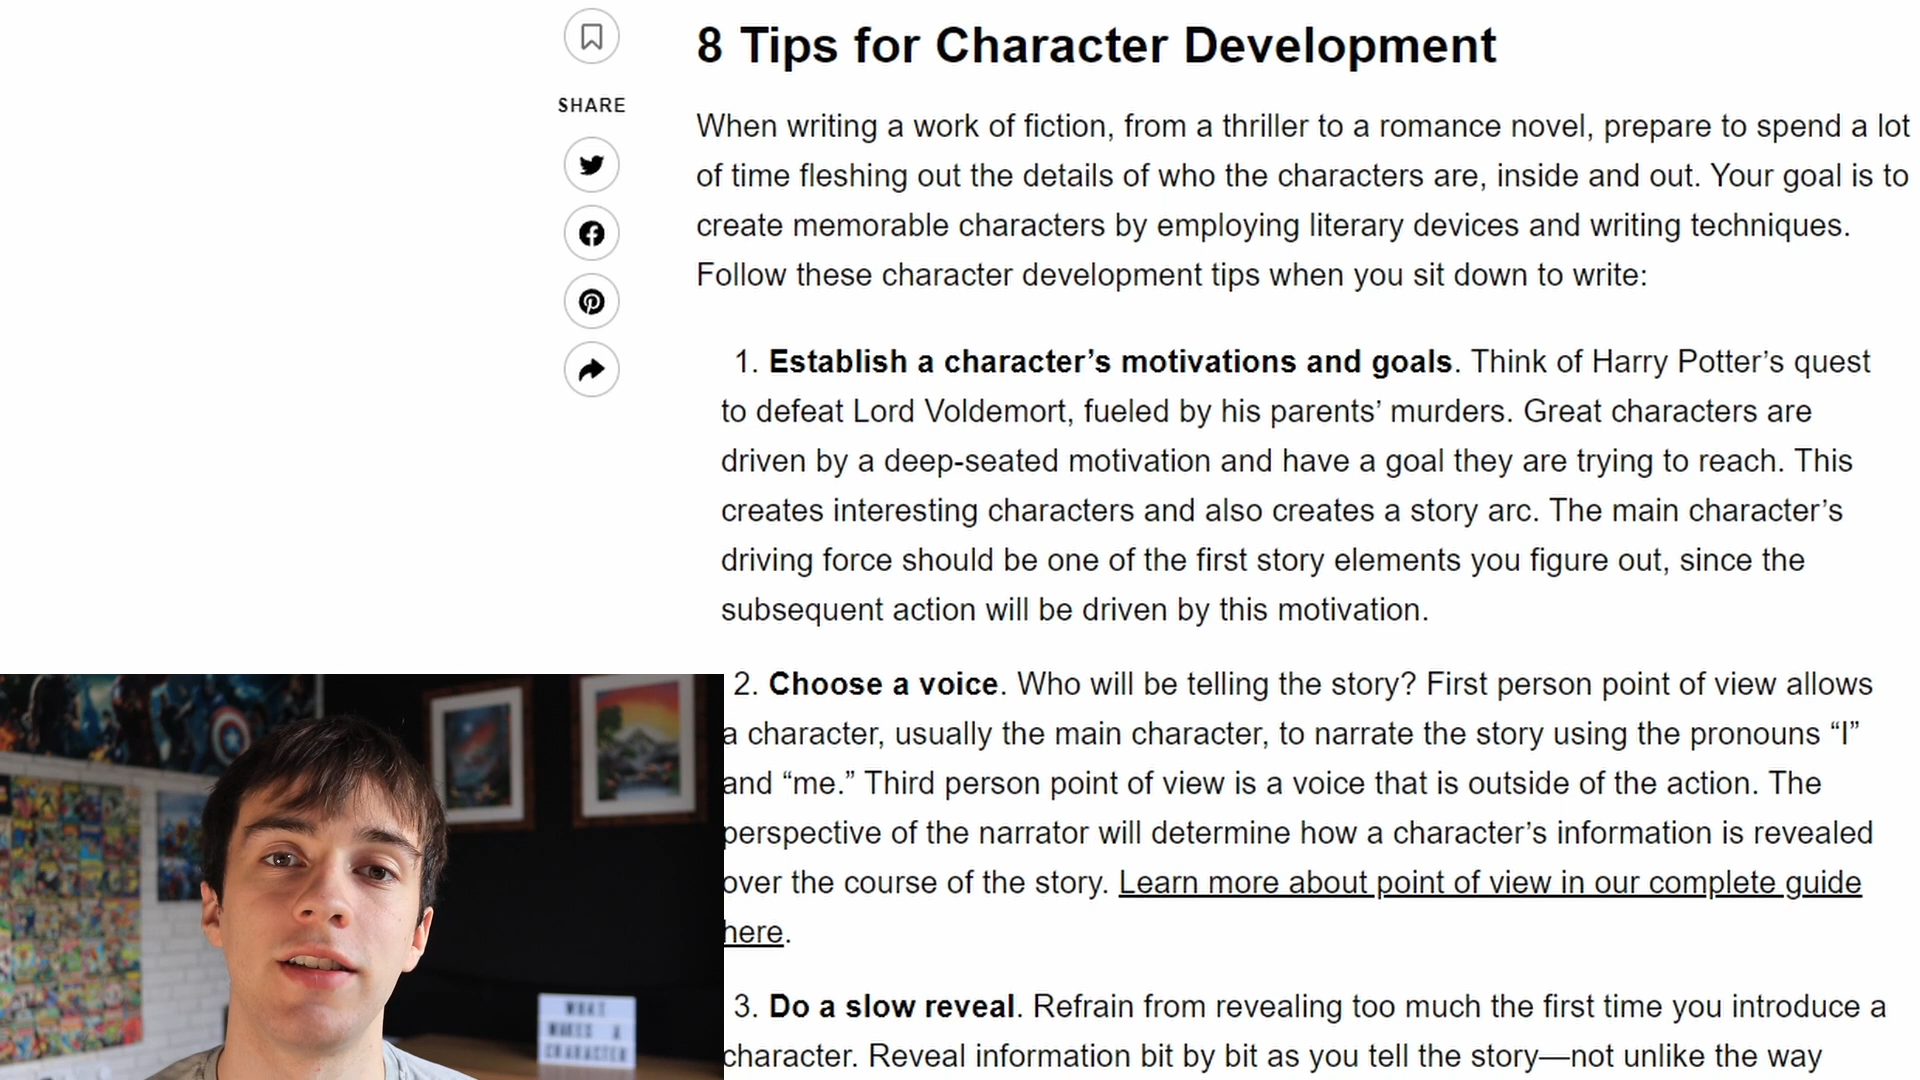 8 Tips for Character Development
SHARE
When writing a work of fiction, from a thriller to a romance novel, prepare to spend a lot
of time fleshing out the details of who the characters are, inside and out. Your goal is to
create memorable characters by employing literary devices and writing techniques.
Follow these character development tips when you sit down to write:
1. Establish a character’s motivations and goals. Think of Harry Potter’s quest
to defeat Lord Voldemort, fueled by his parents’ murders. Great characters are
driven by a deep-seated motivation and have a goal they are trying to reach. This
creates interesting characters and also creates a story arc. The main character’s
driving force should be one of the first story elements you figure out, since the
subsequent action will be driven by this motivation.
2. Choose a voice. Who will be telling the story? First person point of view allows
a character, usually the main character, to narrate the story using the pronouns “I”
and “me.” Third person point of view is a voice that is outside of the action. The
perspective of the narrator will determine how a character’s information is revealed
over the course of the story. Learn more about point of view in our complete guide
here.
3. Do a slow reveal. Refrain from revealing too much the first time you introduce a
character. Reveal information bit by bit as you tell the story—not unlike the way
WHAT
MAKES A
CHARACTER